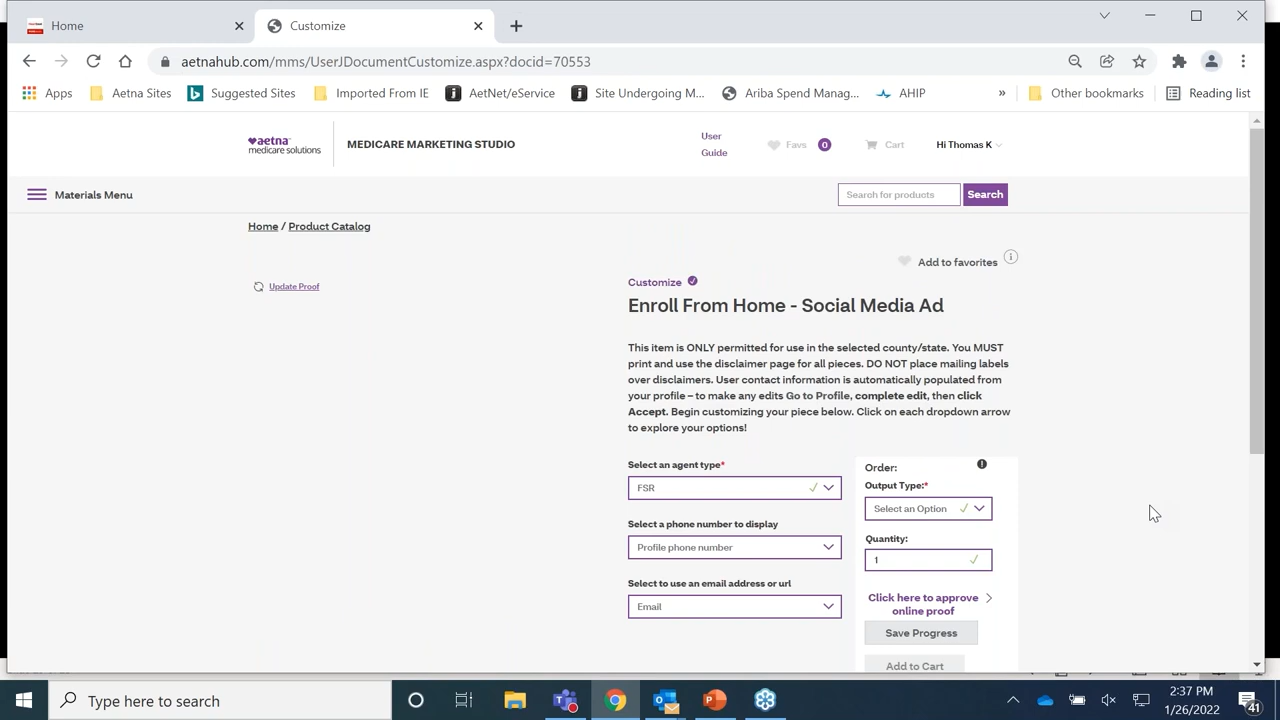 Home
Customize
aetnahub.com/mms/UserJDocumentCustomize.aspx?docid=70553
Apps
Aetna Sites
Suggested Sites
Imported From IE
AetNet/eService
Site Undergoing M...
Ariba Spend Manag...
AHIP
»
Other bookmarks
Reading list
aetna™
medicare solutions
MEDICARE MARKETING STUDIO
User
Guide
Favs
0
Cart
Hi Thomas K
Materials Menu
Search for products
Search
Home / Product Catalog
Add to favorites
Update Proof
Customize
Enroll From Home - Social Media Ad
This item is ONLY permitted for use in the selected county/state. You MUST
print and use the disclaimer page for all pieces. DO NOT place mailing labels
over disclaimers. User contact information is automatically populated from
your profile – to make any edits Go to Profile, complete edit, then click
Accept. Begin customizing your piece below. Click on each dropdown arrow
to explore your options!
Select an agent type*
FSR
Select a phone number to display
Profile phone number
Select to use an email address or url
Email
Order:
Output Type:*
Select an Option
Quantity:
1
Click here to approve
online proof
Save Progress
Add to Cart
Type here to search
2:37 PM
1/26/2022
41